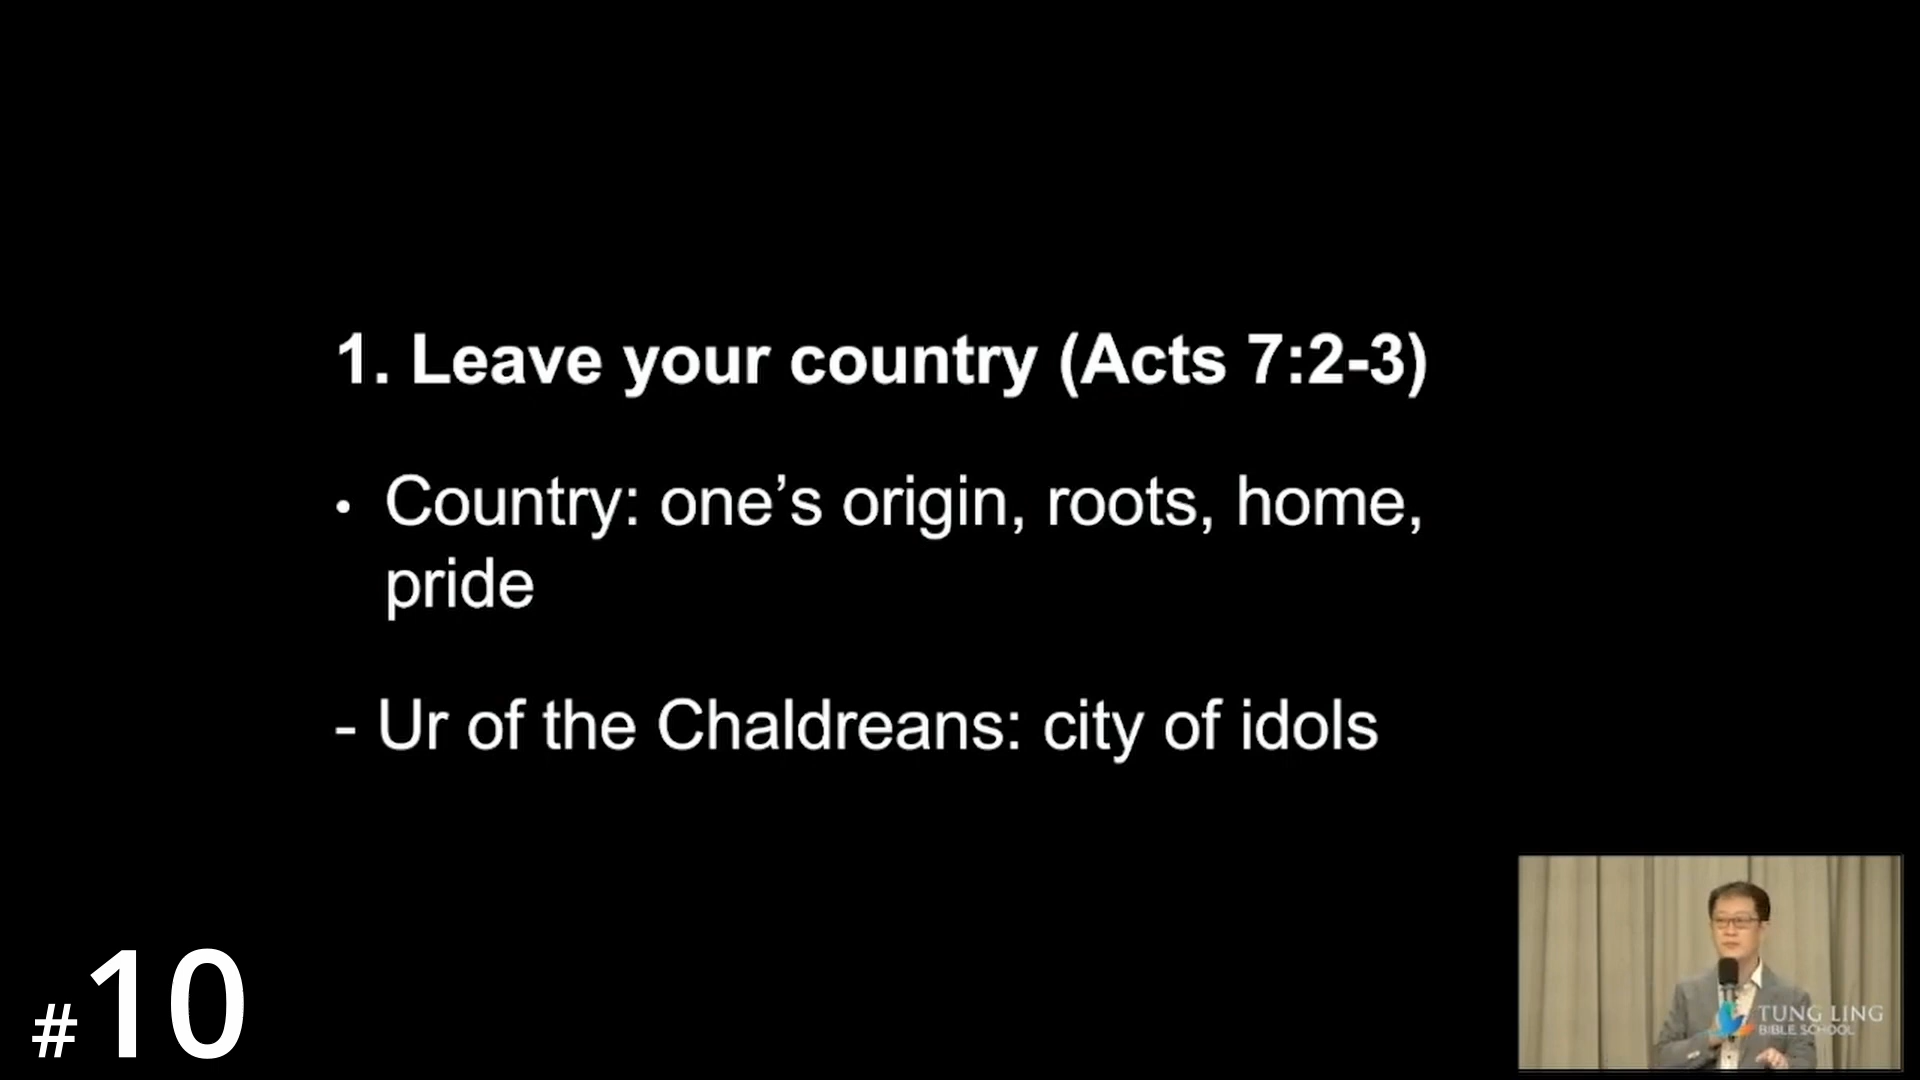 1. Leave your country (Acts 7:2-3)
• Country: one’s origin, roots, home,
pride
- Ur of the Chaldreans: city of idols
#10
TUNG LING
BIBLE SCHOOL